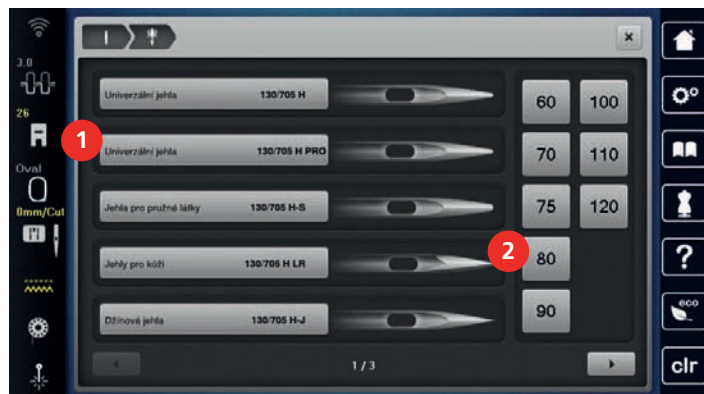 3.0
26
Oval
0mm/Cut
×
Univerzální jehla 130/705 H
1
Univerzální jehla 130/705 H PRO
Jehla pro pružné látky 130/705 H-S
Jehly pro kůži 130/705 H LR
2
Džínová jehla 130/705 H-J
1/3
60 100
70 110
75 120
80
90
?
eco
clr